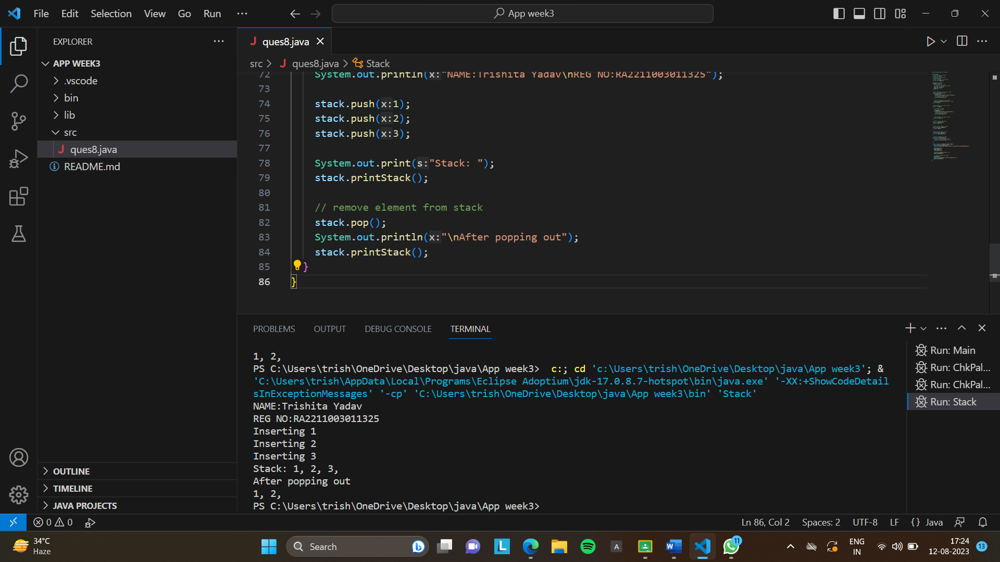 File Edit Selection View Go Run ···
App week3
EXPLORER ···
APP WEEK3
.vscode
bin
lib
src
ques8.java
README.md
OUTLINE
TIMELINE
JAVA PROJECTS
ques8.java
src > ques8.java > Stack
72 System.out.println(x:"NAME:Trishita Yadav\nREG NO:RA2211003011325");
73
74 stack.push(x:1);
75 stack.push(x:2);
76 stack.push(x:3);
77
78 System.out.print(s:"Stack: ");
79 stack.printStack();
80
81 // remove element from stack
82 stack.pop();
83 System.out.println(x:"\nAfter popping out");
84 stack.printStack();
85 }
86 }
PROBLEMS OUTPUT DEBUG CONSOLE TERMINAL
1, 2,
PS C:\Users\trish\OneDrive\Desktop\java\App week3>  c:; cd 'c:\Users\trish\OneDrive\Desktop\java\App week3'; &
'C:\Users\trish\AppData\Local\Programs\Eclipse Adoptium\jdk-17.0.8.7-hotspot\bin\java.exe' '-XX:+ShowCodeDetail
sInExceptionMessages' '-cp' 'C:\Users\trish\OneDrive\Desktop\java\App week3\bin' 'Stack'
NAME:Trishita Yadav
REG NO:RA2211003011325
Inserting 1
Inserting 2
Inserting 3
Stack: 1, 2, 3,
After popping out
1, 2,
PS C:\Users\trish\OneDrive\Desktop\java\App week3>
Run: Main
Run: ChkPal...
Run: ChkPal...
Run: Stack
0 0
Ln 86, Col 2 Spaces: 2 UTF-8 LF {} Java
34°C
Haze
Search
L
A
W
11
ENG
IN
17:24
12-08-2023
13